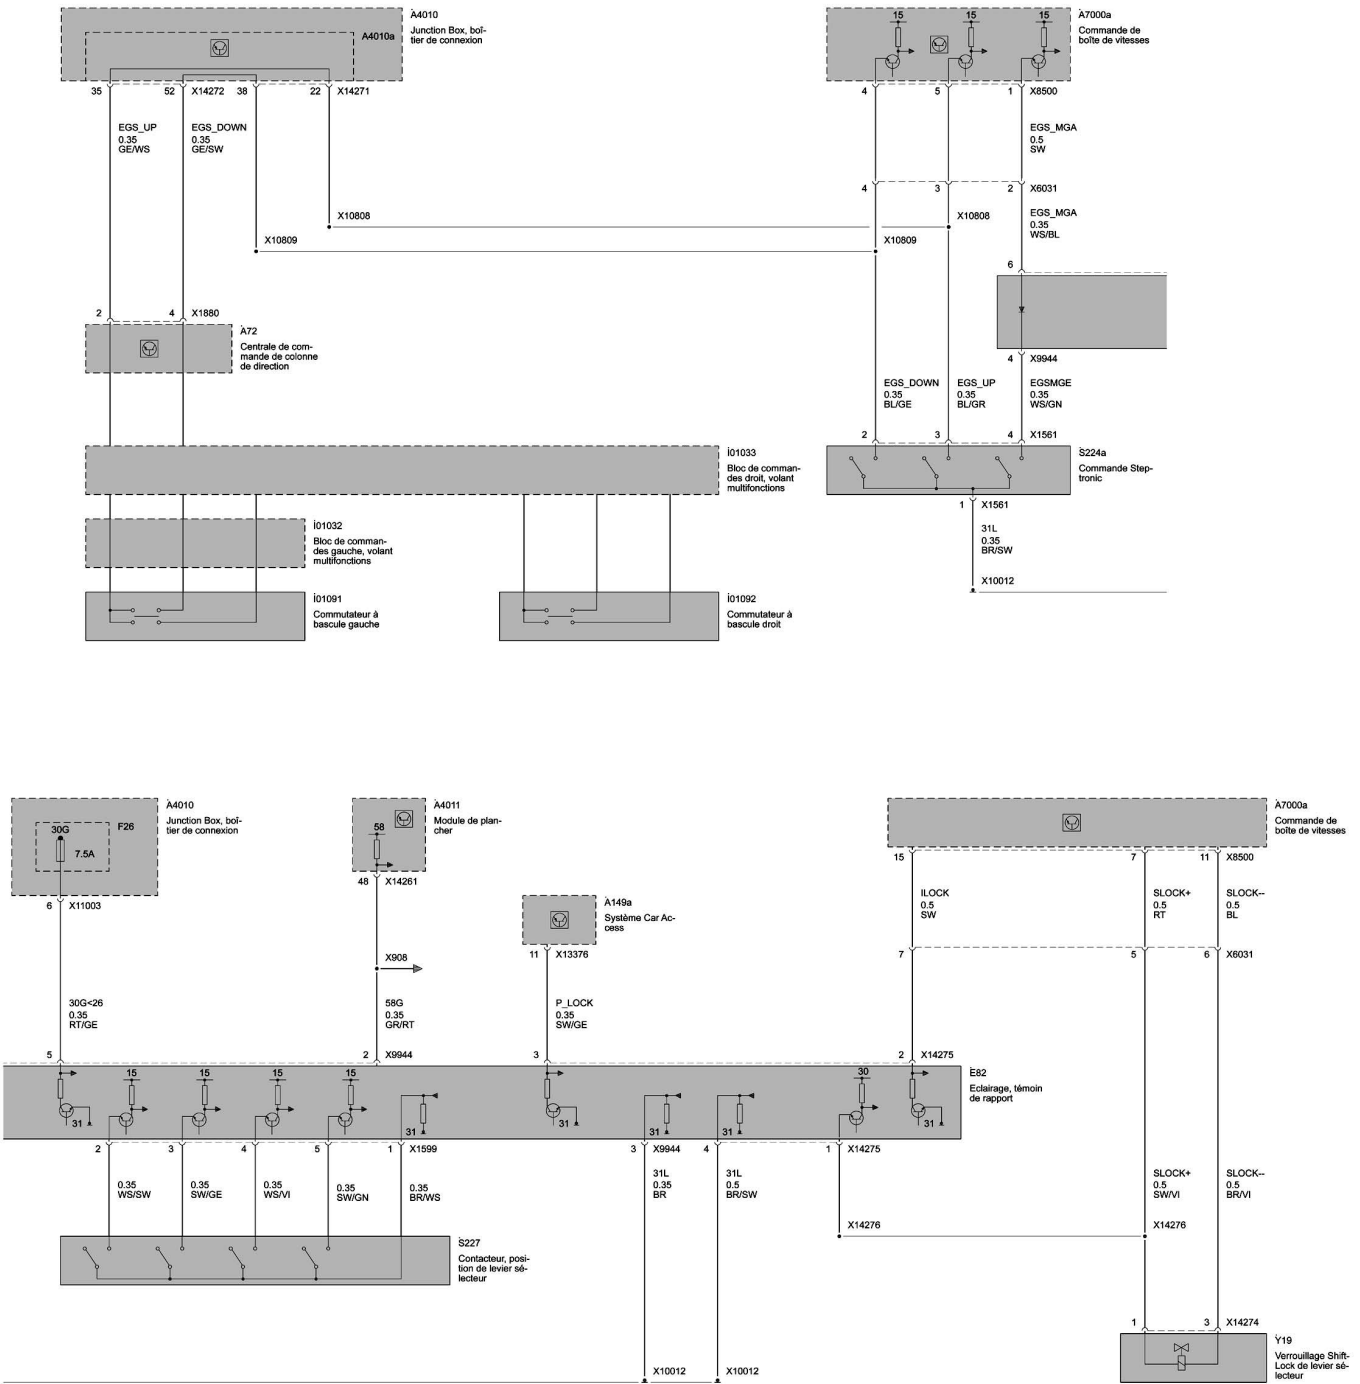 A4010
Junction Box, boî-
tier de connexion
A4010a
35
52
X14272
38
22
X14271
EGS_UP
0.35
GE/WS
EGS_DOWN
0.35
GE/SW
X10808
X10809
2
4
X1880
A72
Centrale de com-
mande de colonne
de direction
I01033
Bloc de comman-
des droit, volant
multifonctions
I01032
Bloc de comman-
des gauche, volant
multifonctions
I01091
Commutateur à
bascule gauche
I01092
Commutateur à
bascule droit
A7000a
Commande de
boîte de vitesses
15
15
15
4
5
1
X8500
EGS_MGA
0.5
SW
4
3
2
X6031
X10808
EGS_MGA
0.35
WS/BL
X10809
6
4
X9944
EGS_DOWN
0.35
BL/GE
EGS_UP
0.35
BL/GR
EGSMGE
0.35
WS/GN
2
3
4
X1561
S224a
Commande Step-
tronic
1
X1561
31L
0.35
BR/SW
X10012
A4010
Junction Box, boî-
tier de connexion
30G
F26
7.5A
6
X11003
30G<26
0.35
RT/GE
A4011
Module de plan-
cher
58
48
X14261
X908
58G
0.35
GR/RT
A149a
Système Car Ac-
cess
11
X13376
P_LOCK
0.35
SW/GE
A7000a
Commande de
boîte de vitesses
15
7
11
X8500
ILOCK
0.5
SW
SLOCK+
0.5
RT
SLOCK--
0.5
BL
7
5
6
X6031
5
2
X9944
3
2
X14275
E82
Eclairage, témoin
de rapport
15
15
15
15
30
31
31
31
31
31
31
2
3
4
5
1
X1599
3
X9944
4
1
X14275
0.35
WS/SW
0.35
SW/GE
0.35
WS/VI
0.35
SW/GN
0.35
BR/WS
31L
0.35
BR
31L
0.5
BR/SW
SLOCK+
0.5
SW/VI
SLOCK--
0.5
BR/VI
X14276
X14276
S227
Contacteur, posi-
tion de levier sé-
lecteur
X10012
X10012
1
3
X14274
Y19
Verrouillage Shift-
Lock de levier sé-
lecteur